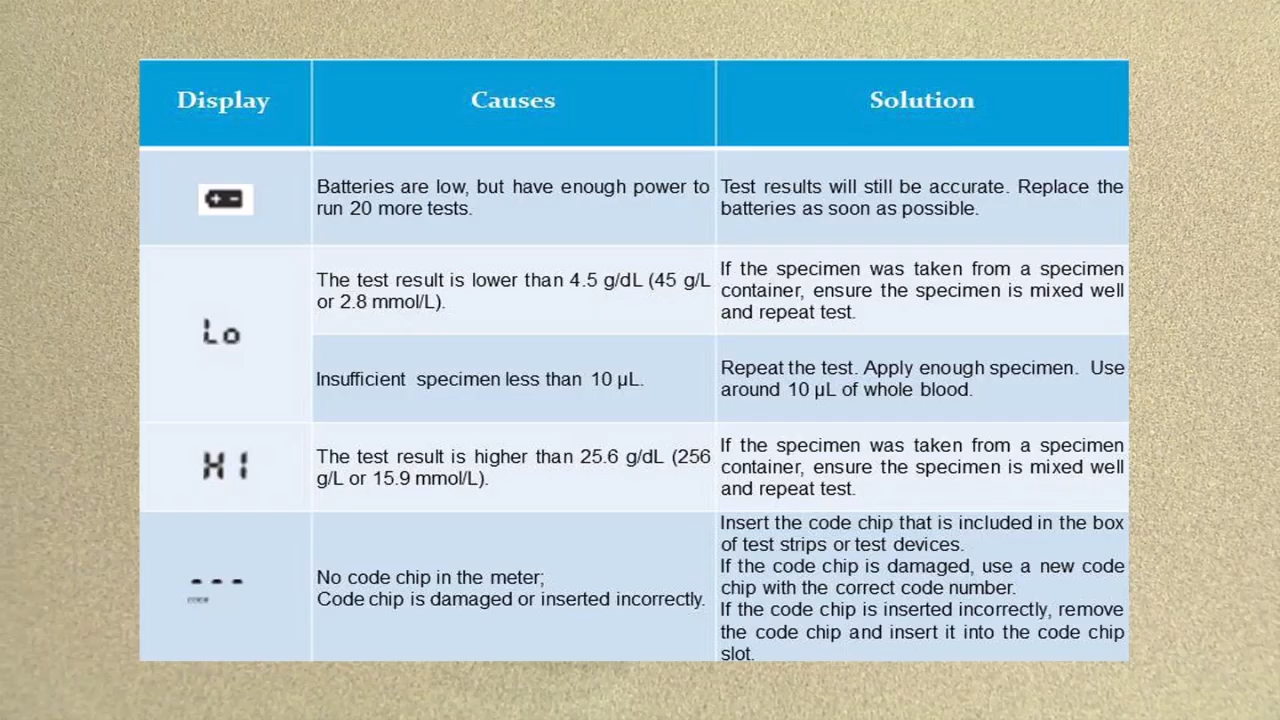 Display
Causes
Solution
Batteries are low, but have enough power to
run 20 more tests.
Test results will still be accurate. Replace the
batteries as soon as possible.
Lo
The test result is lower than 4.5 g/dL (45 g/L
or 2.8 mmol/L).
If the specimen was taken from a specimen
container, ensure the specimen is mixed well
and repeat test.
Insufficient specimen less than 10 µL.
Repeat the test. Apply enough specimen. Use
around 10 µL of whole blood.
HI
The test result is higher than 25.6 g/dL (256
g/L or 15.9 mmol/L).
If the specimen was taken from a specimen
container, ensure the specimen is mixed well
and repeat test.
---
CODE
No code chip in the meter;
Code chip is damaged or inserted incorrectly.
Insert the code chip that is included in the box
of test strips or test devices.
If the code chip is damaged, use a new code
chip with the correct code number.
If the code chip is inserted incorrectly, remove
the code chip and insert it into the code chip
slot.